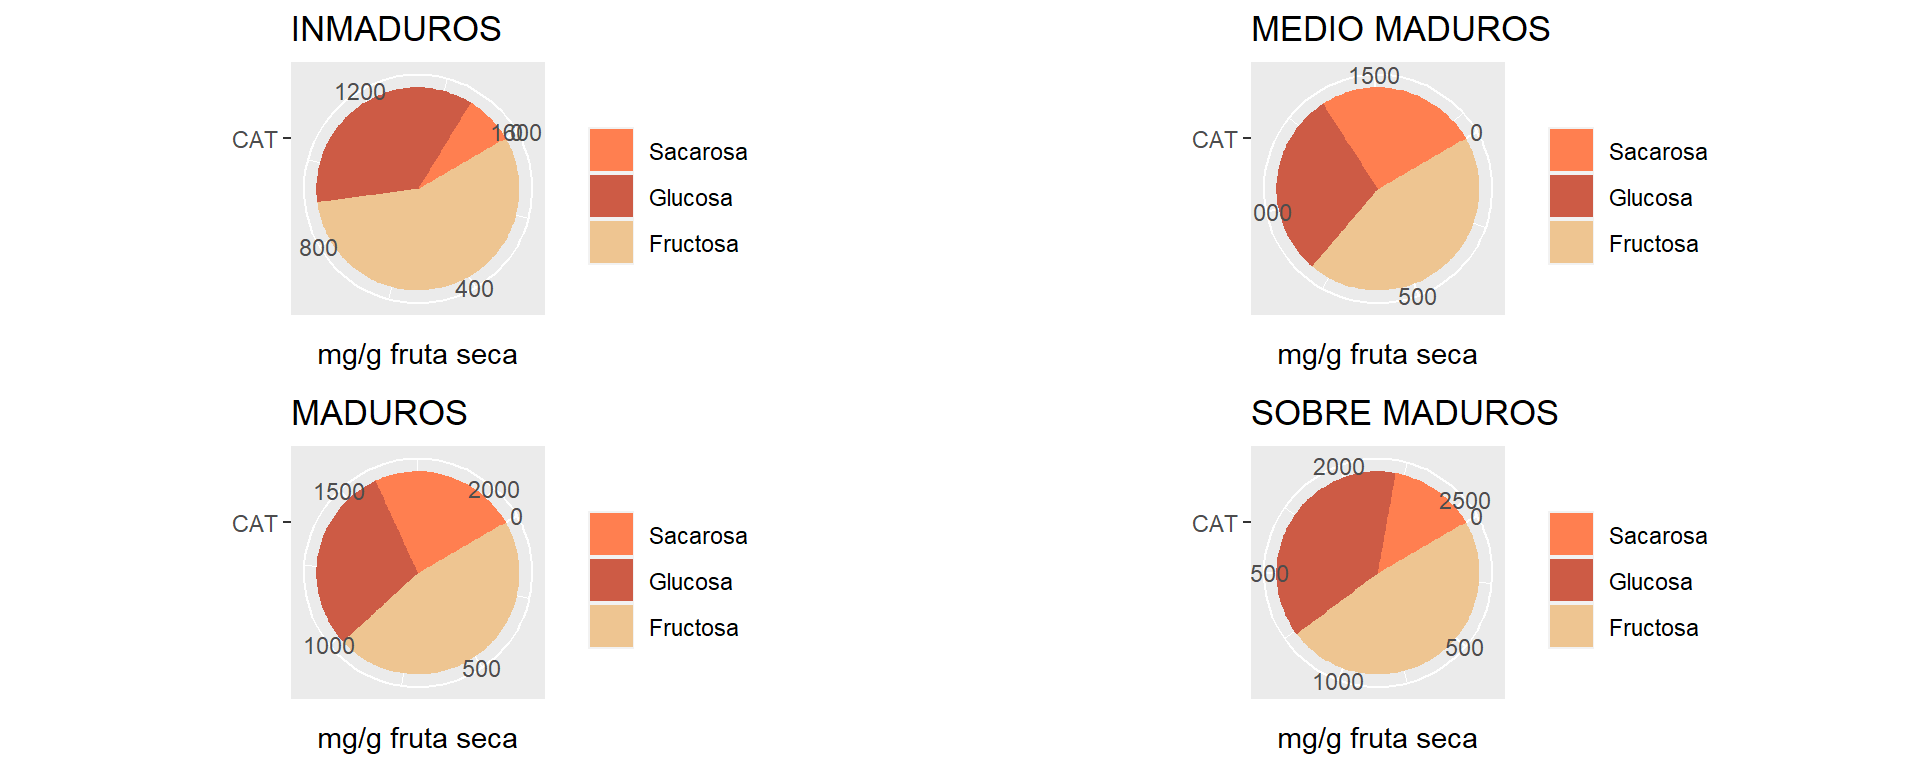 INMADUROS
1200
1600
0
CAT
800
400
Sacarosa
Glucosa
Fructosa
mg/g fruta seca
MEDIO MADUROS
1500
0
CAT
000
500
Sacarosa
Glucosa
Fructosa
mg/g fruta seca
MADUROS
1500
2000
0
CAT
1000
500
Sacarosa
Glucosa
Fructosa
mg/g fruta seca
SOBRE MADUROS
2000
2500
0
CAT
500
500
1000
Sacarosa
Glucosa
Fructosa
mg/g fruta seca